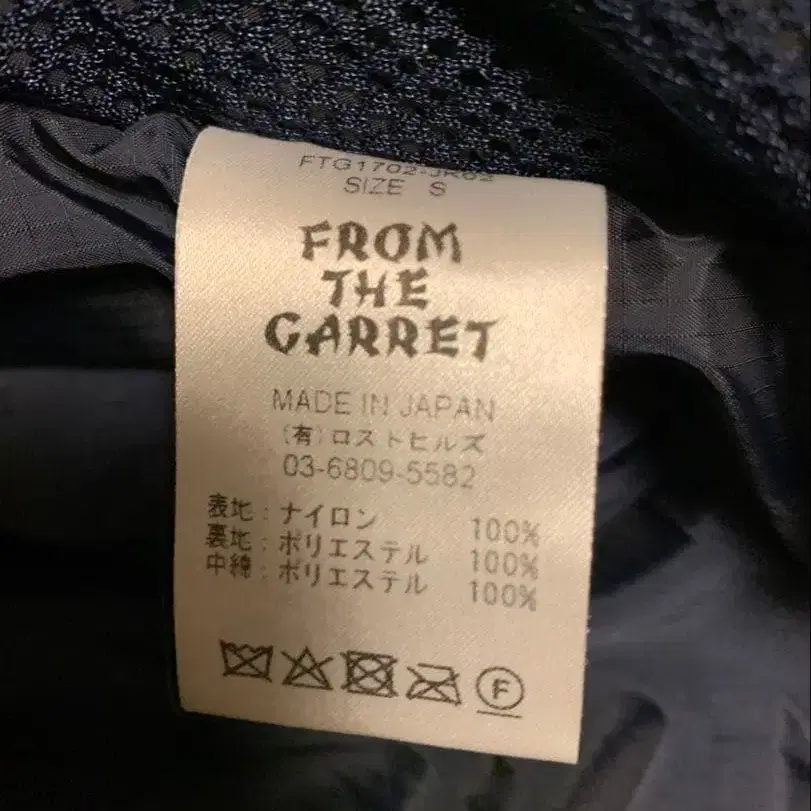 FTG1702-JK02
SIZE S
FROM
THE
GARRET
MADE IN JAPAN
(有)ロストヒルズ
03-6809-5582
表地:ナイロン 100%
裏地:ポリエステル 100%
中綿:ポリエステル 100%
F